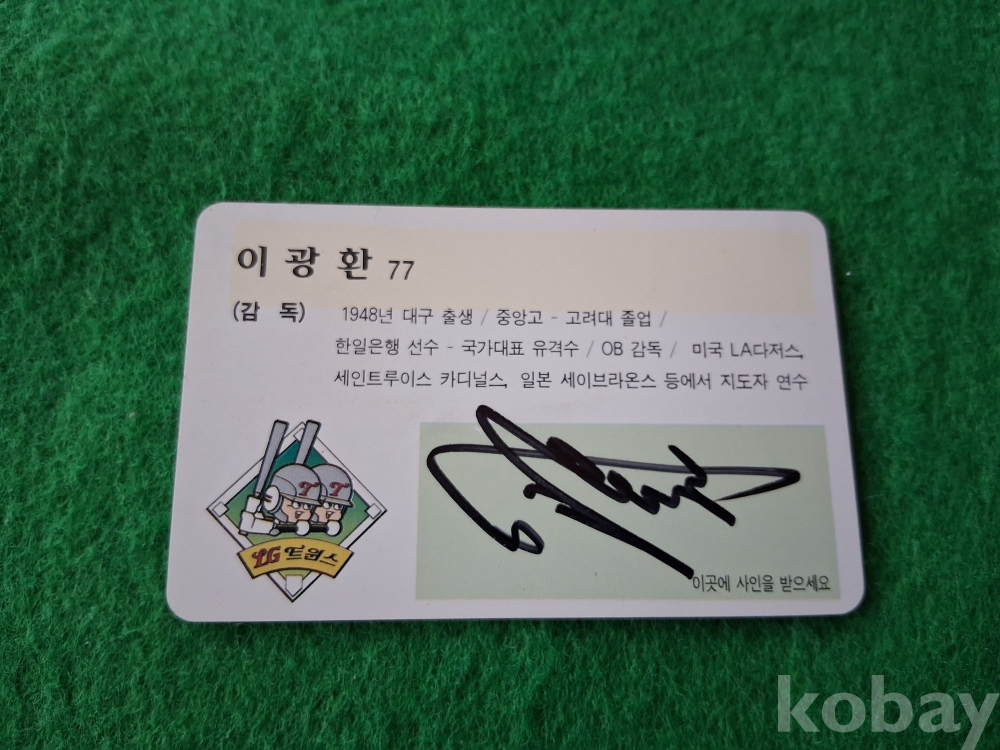 이 광 환 77
(감 독) 1948년 대구 출생 / 중앙고 - 고려대 졸업 /
한일은행 선수 - 국가대표 유격수 / OB 감독 / 미국 LA다저스,
세인트루이스 카디널스, 일본 세이브라온스 등에서 지도자 연수
T T
LG 트윈스
이곳에 사인을 받으세요
kobay